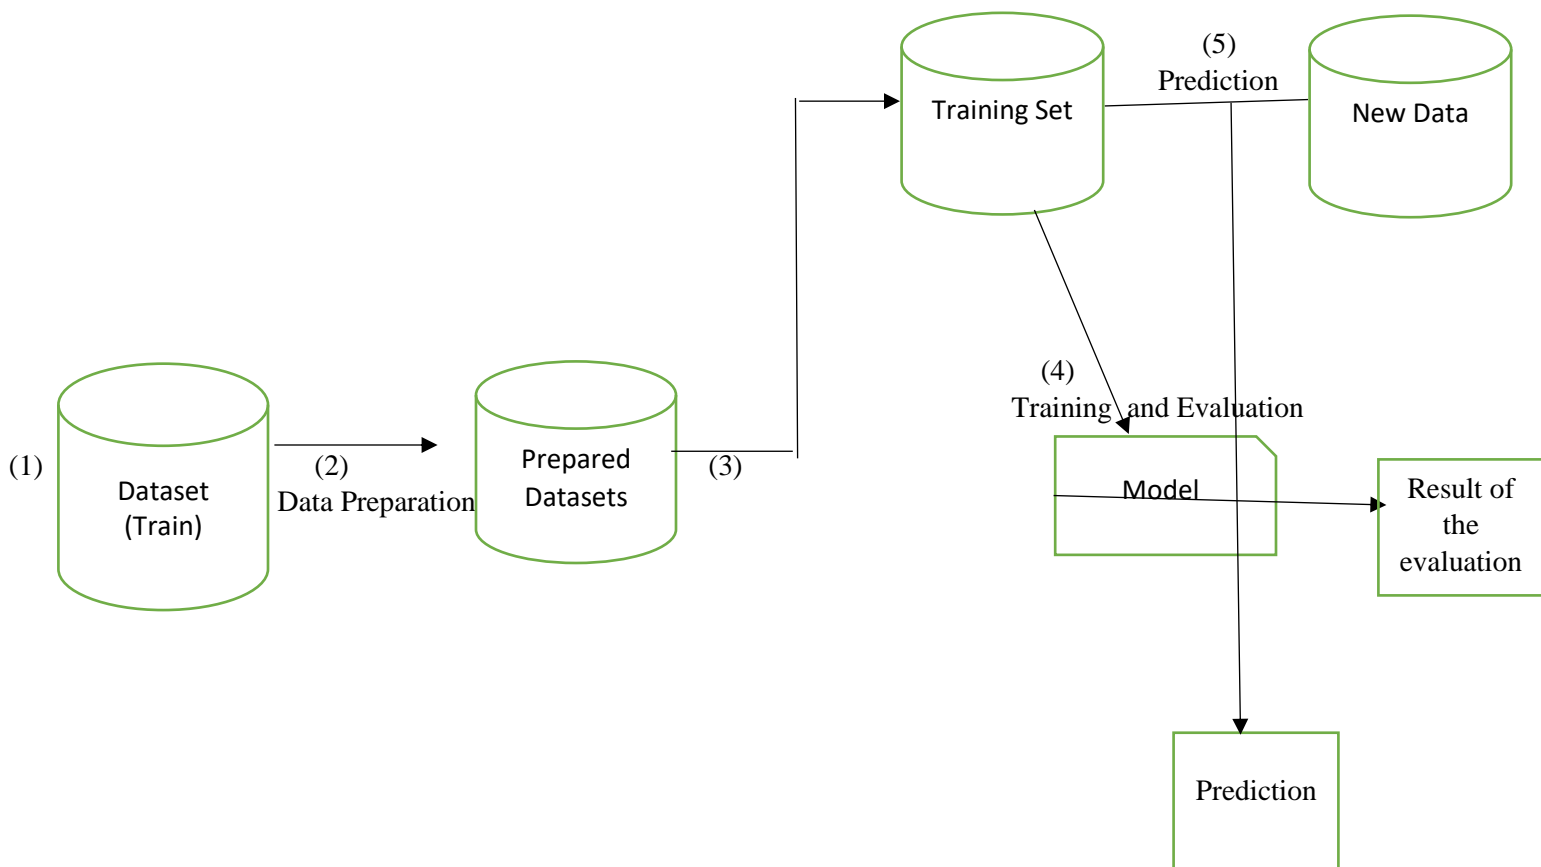 (5)
Prediction
Training Set
New Data
(4)
Training and Evaluation
(1)
Dataset
(Train)
(2)
Data Preparation
Prepared
Datasets
(3)
Model
Result of
the
evaluation
Prediction